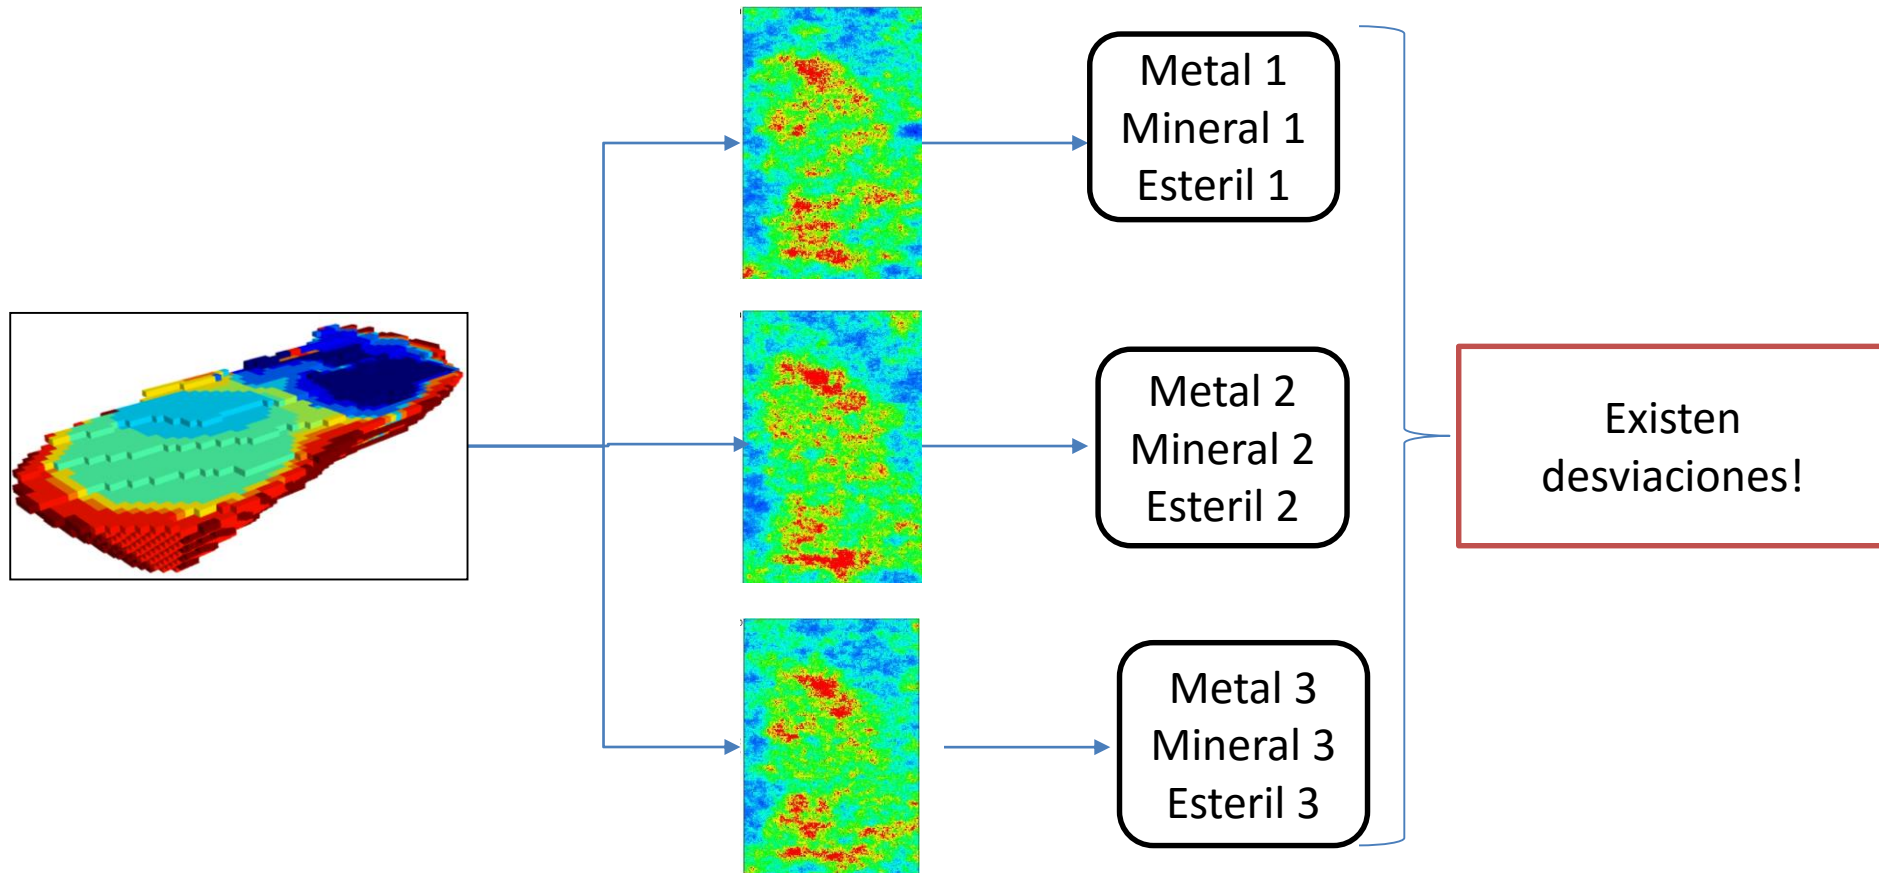 Metal 1
Mineral 1
Esteril 1
Metal 2
Mineral 2
Esteril 2
Metal 3
Mineral 3
Esteril 3
Existen
desviaciones!